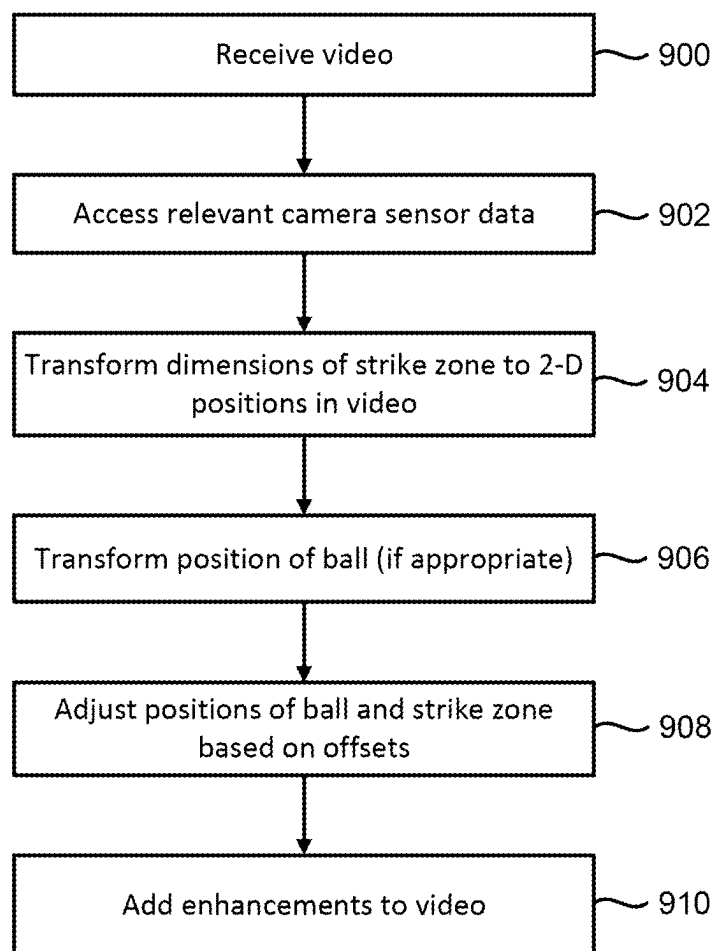 Receive video
900
Access relevant camera sensor data
902
Transform dimensions of strike zone to 2-D
positions in video
904
Transform position of ball (if appropriate)
906
Adjust positions of ball and strike zone
based on offsets
908
Add enhancements to video
910